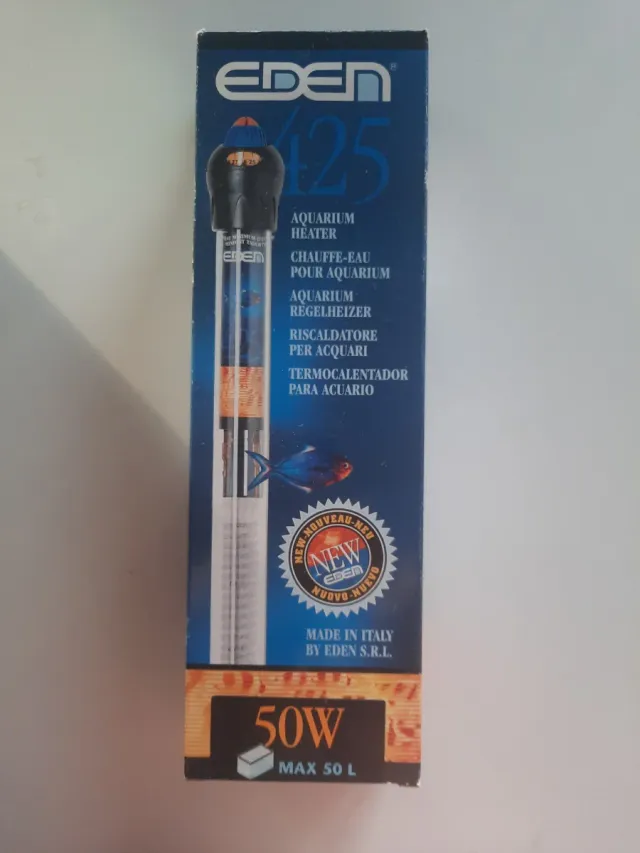 EDEN®
425
AQUARIUM
HEATER
CHAUFFE-EAU
POUR AQUARIUM
AQUARIUM
REGELHEIZER
RISCALDATORE
PER ACQUARI
TERMOCALENTADOR
PARA ACUARIO
EDEN
NEW-NOUVEAU-NEU
NEW
EDEN
NUOVO-NUEVO
MADE IN ITALY
BY EDEN S.R.L.
50W
MAX 50 L